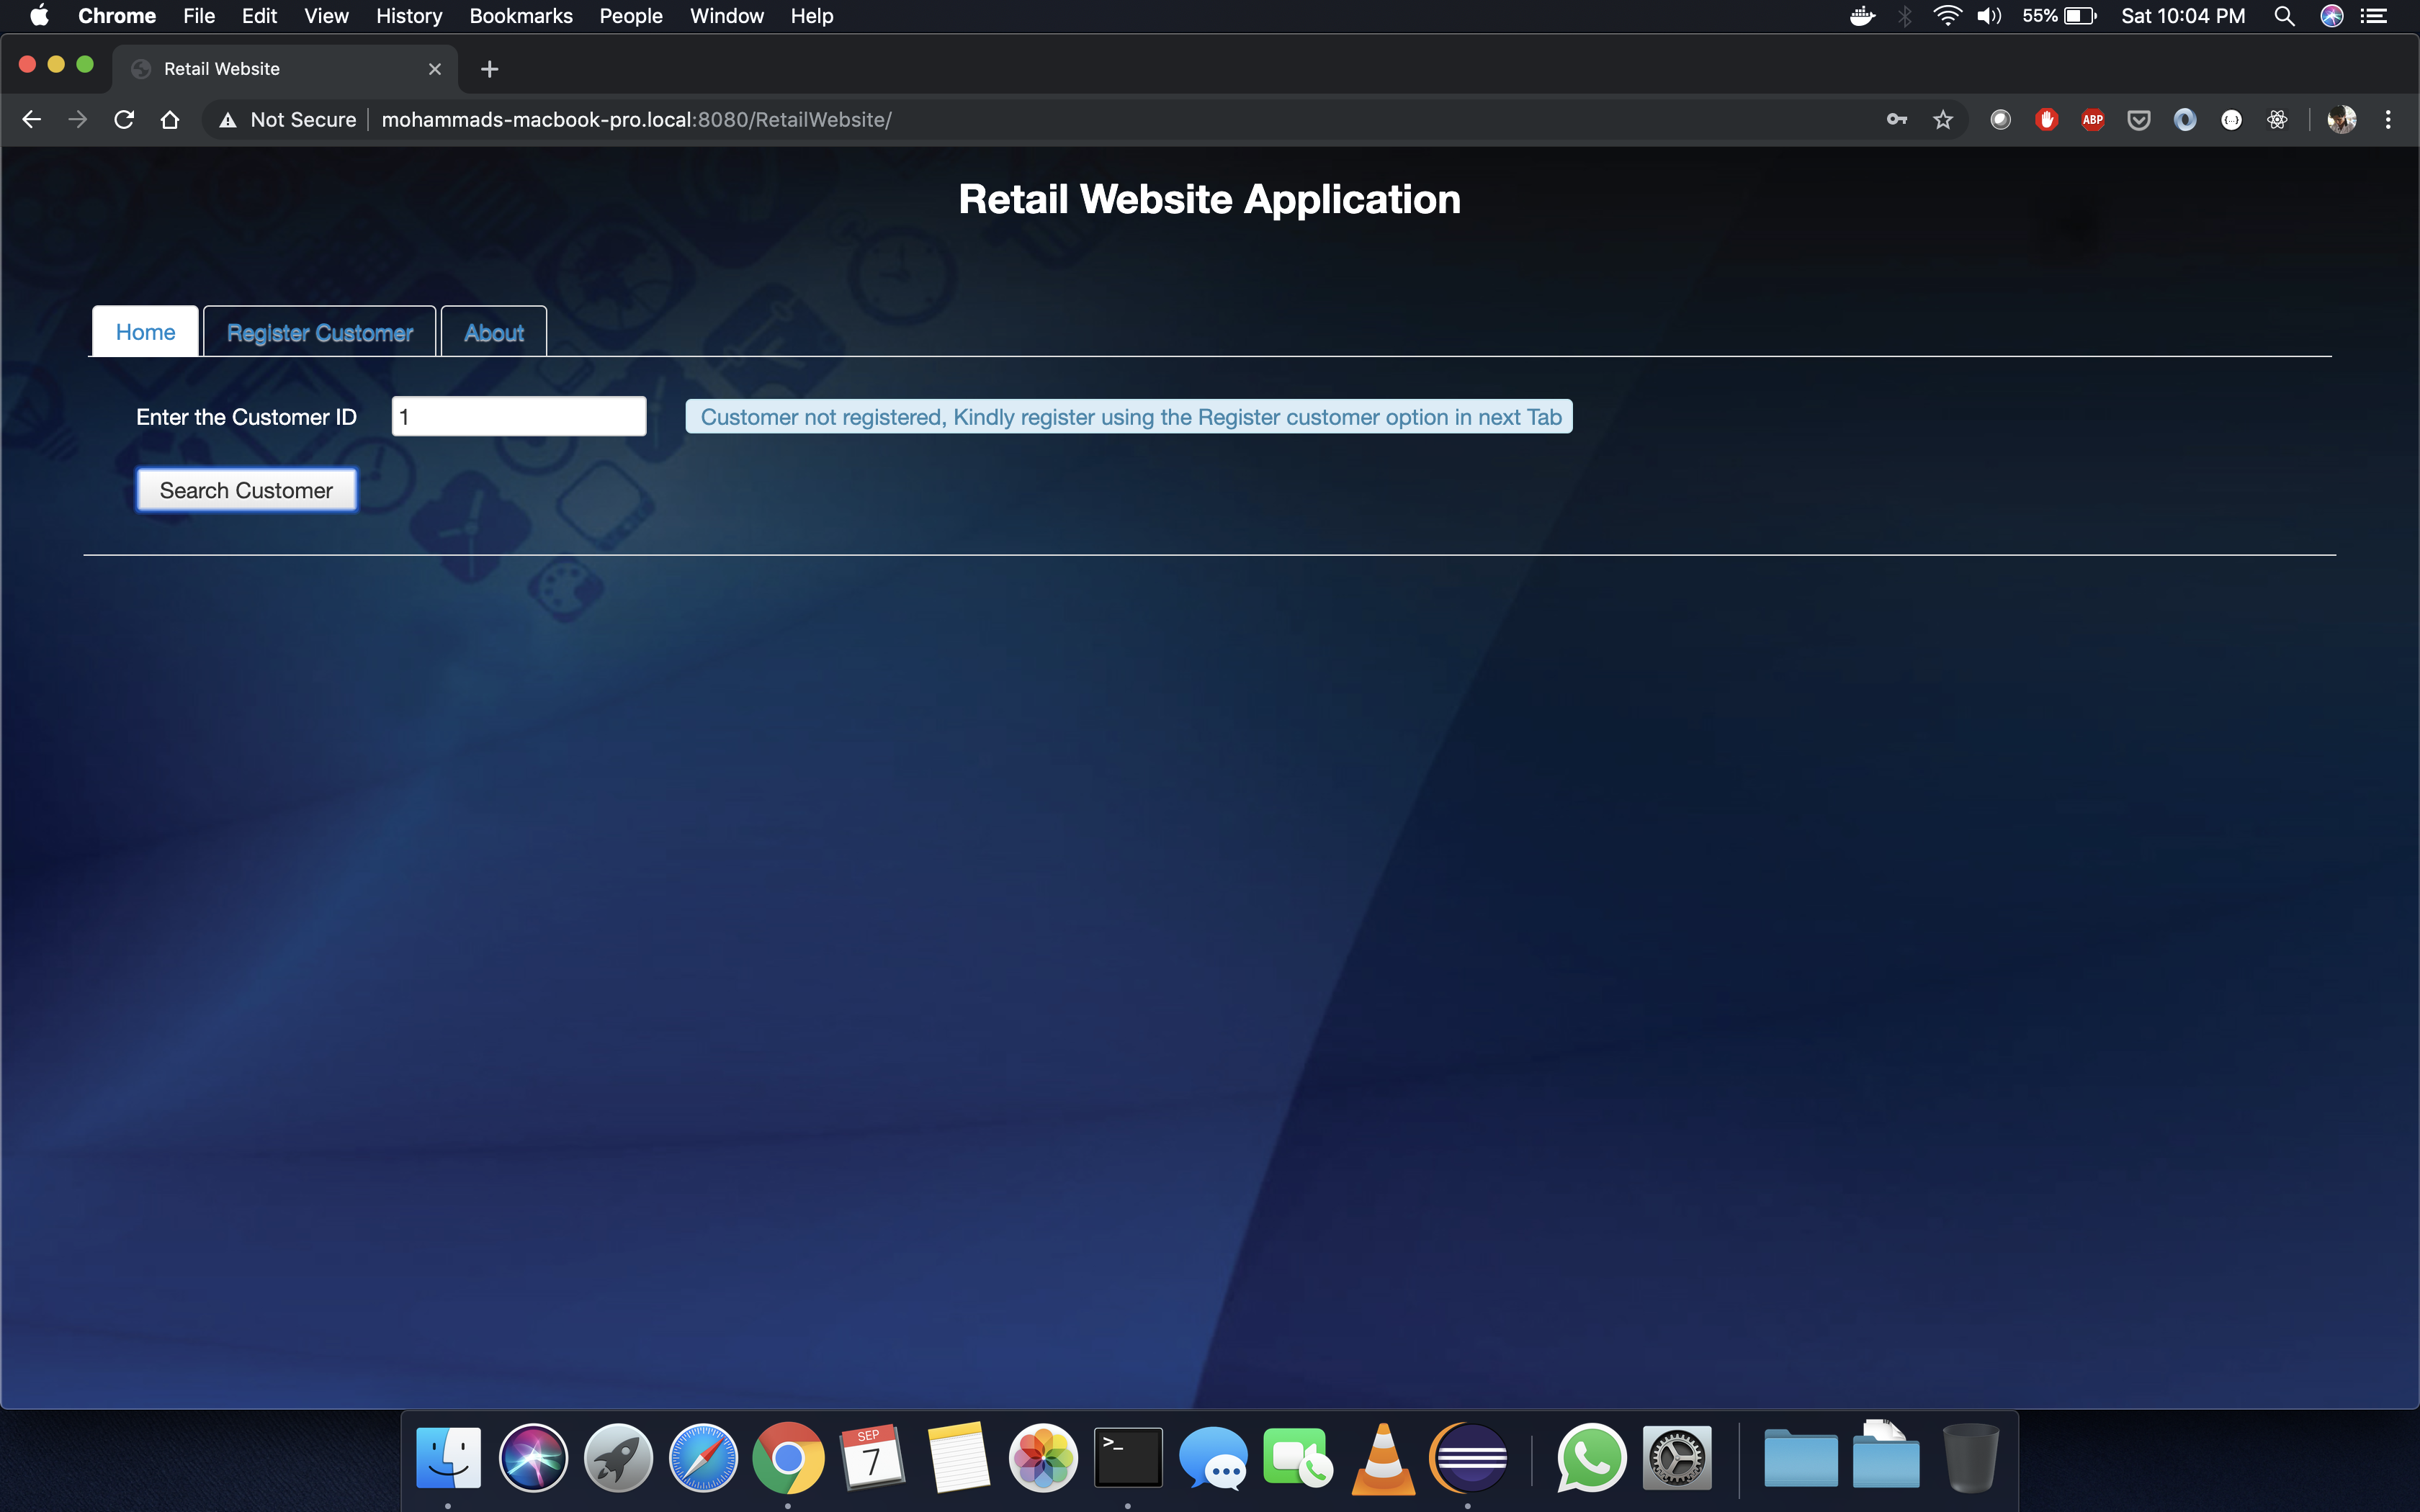 Chrome File Edit View History Bookmarks People Window Help 55% Sat 10:04 PM
Retail Website
Not Secure mohammads-macbook-pro.local:8080/RetailWebsite/ ABP
Retail Website Application
Home Register Customer About
Enter the Customer ID 1 Customer not registered, Kindly register using the Register customer option in next Tab
Search Customer
SEP
7
>_